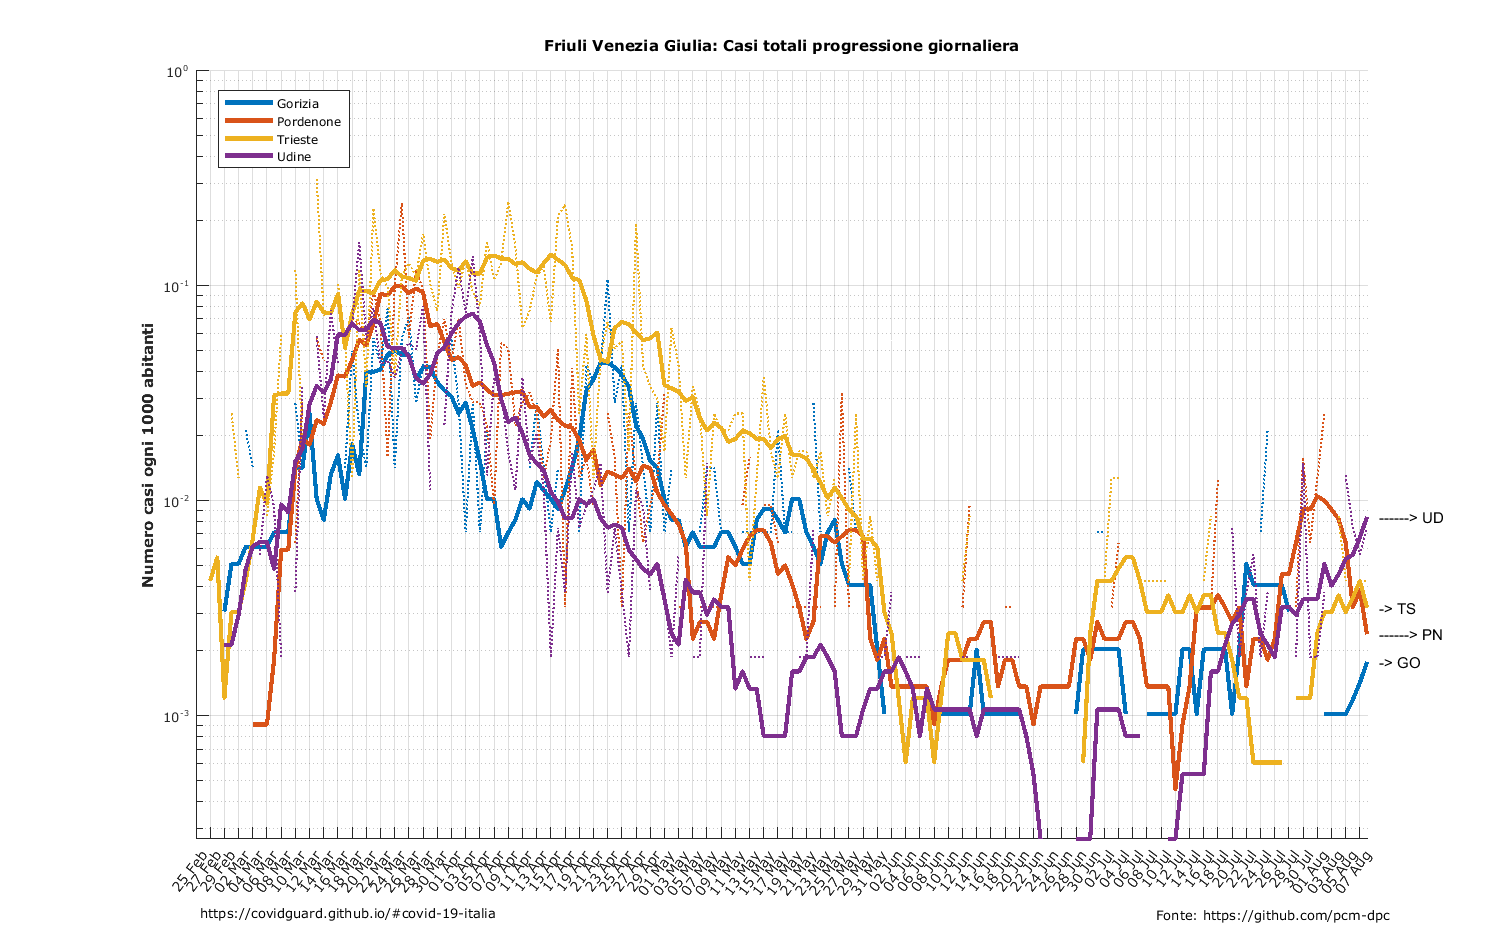 Friuli Venezia Giulia: Casi totali progressione giornaliera
10^0
10^-1
10^-2
10^-3
Numero casi ogni 1000 abitanti
Gorizia
Pordenone
Trieste
Udine
------> UD
-> TS
------> PN
-> GO
25 Feb
27 Feb
29 Feb
02 Mar
04 Mar
06 Mar
08 Mar
10 Mar
12 Mar
14 Mar
16 Mar
18 Mar
20 Mar
22 Mar
24 Mar
26 Mar
28 Mar
30 Mar
01 Apr
03 Apr
05 Apr
07 Apr
09 Apr
11 Apr
13 Apr
15 Apr
17 Apr
19 Apr
21 Apr
23 Apr
25 Apr
27 Apr
29 Apr
01 May
03 May
05 May
07 May
09 May
11 May
13 May
15 May
17 May
19 May
21 May
23 May
25 May
27 May
29 May
31 May
02 Jun
04 Jun
06 Jun
08 Jun
10 Jun
12 Jun
14 Jun
16 Jun
18 Jun
20 Jun
22 Jun
24 Jun
26 Jun
28 Jun
30 Jun
02 Jul
04 Jul
06 Jul
08 Jul
10 Jul
12 Jul
14 Jul
16 Jul
18 Jul
20 Jul
22 Jul
24 Jul
26 Jul
28 Jul
30 Jul
01 Aug
03 Aug
05 Aug
07 Aug
https://covidguard.github.io/#covid-19-italia
Fonte: https://github.com/pcm-dpc